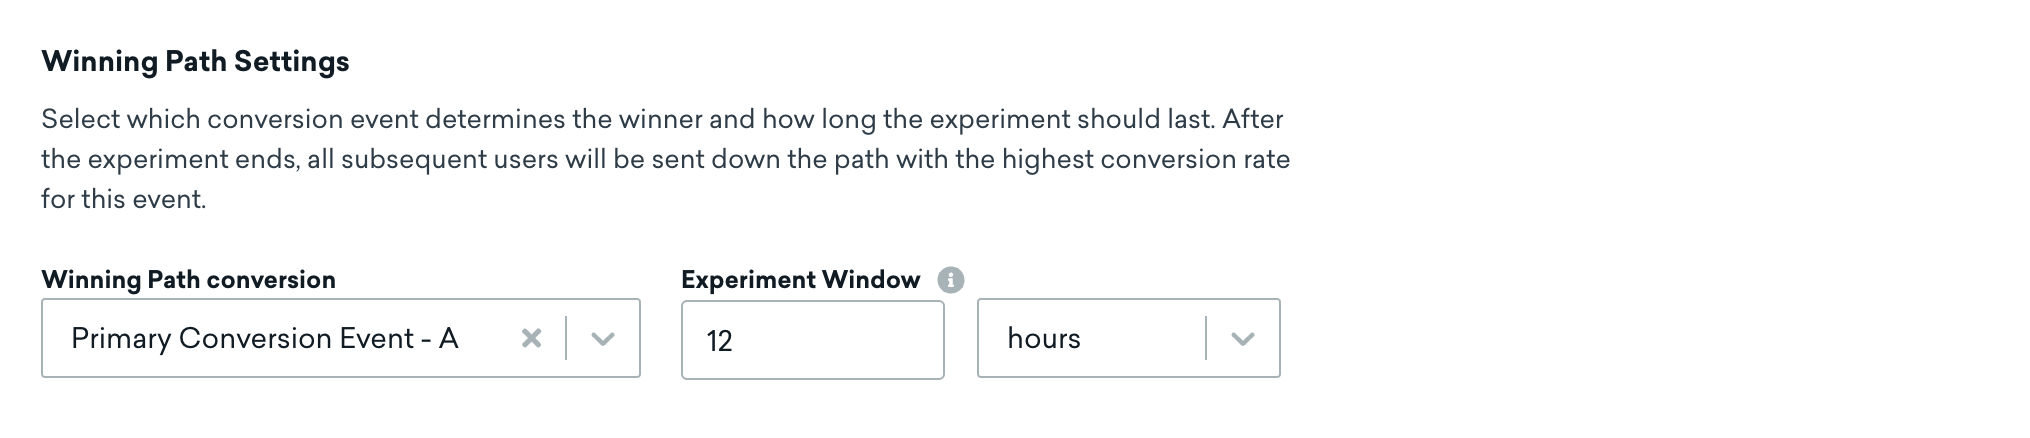 Winning Path Settings
Select which conversion event determines the winner and how long the experiment should last. After
the experiment ends, all subsequent users will be sent down the path with the highest conversion rate
for this event.
Winning Path conversion
Experiment Window
Primary Conversion Event - A
12
hours